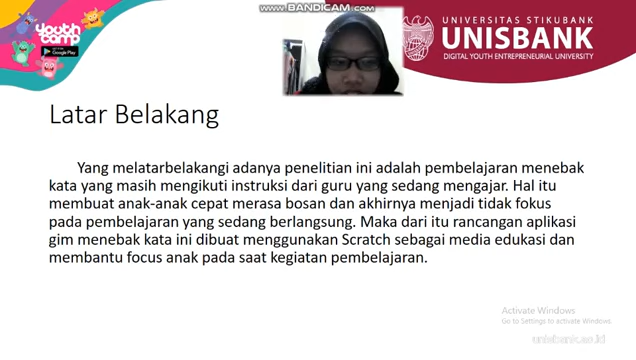 WWW.BANDICAM.COM
Youth
Camp
GET IT ON
Google Play
UNIVERSITAS STIKUBANK
UNISBANK
DIGITAL YOUTH ENTREPRENEURIAL UNIVERSITY
Latar Belakang
Yang melatarbelakangi adanya penelitian ini adalah pembelajaran menebak
kata yang masih mengikuti instruksi dari guru yang sedang mengajar. Hal itu
membuat anak-anak cepat merasa bosan dan akhirnya menjadi tidak fokus
pada pembelajaran yang sedang berlangsung. Maka dari itu rancangan aplikasi
gim menebak kata ini dibuat menggunakan Scratch sebagai media edukasi dan
membantu focus anak pada saat kegiatan pembelajaran.
Activate Windows
Go to Settings to activate Windows.
unisbank.ac.id